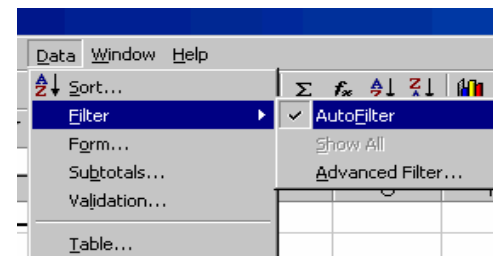 Data Window Help
Sort...
Filter
Form...
Subtotals...
Validation...
Table...
AutoFilter
Show All
Advanced Filter...